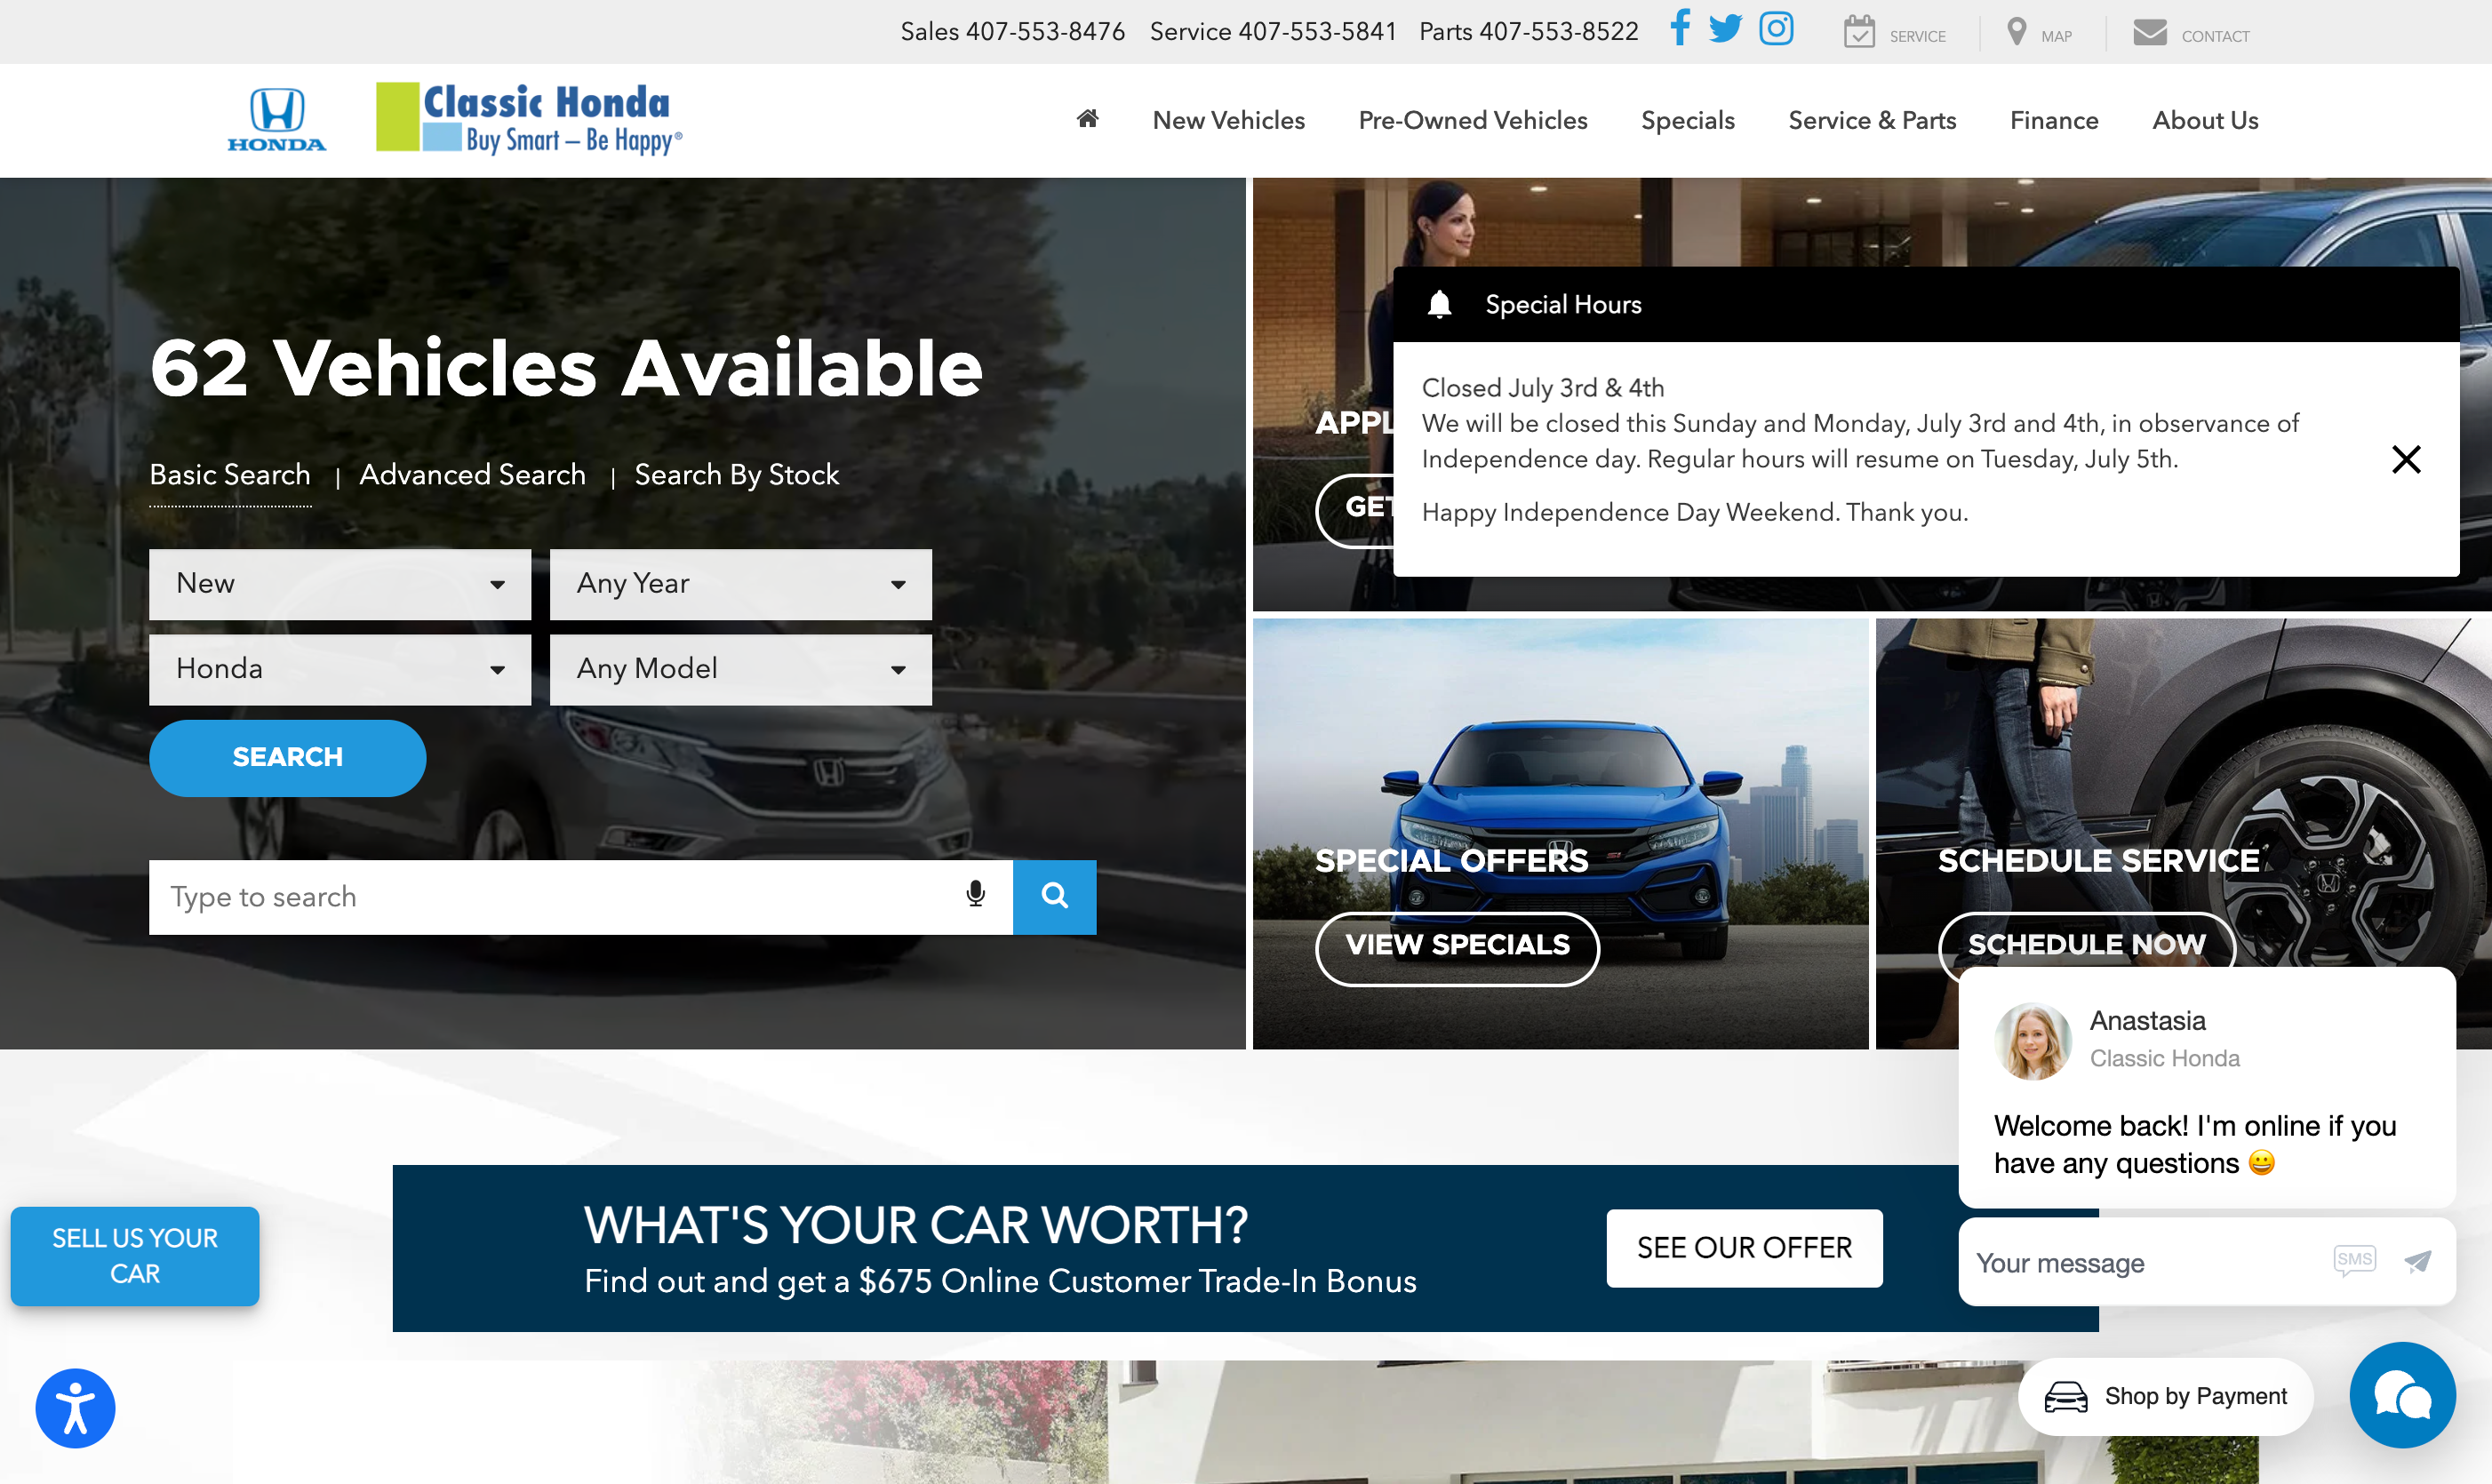 Sales 407-553-8476 Service 407-553-5841 Parts 407-553-8522 SERVICE MAP CONTACT
HONDA
Classic Honda
Buy Smart – Be Happy®
New Vehicles Pre-Owned Vehicles Specials Service & Parts Finance About Us
62 Vehicles Available
Basic Search | Advanced Search | Search By Stock
New Any Year
Honda Any Model
SEARCH
Type to search
APPL
GET
Special Hours
Closed July 3rd & 4th
We will be closed this Sunday and Monday, July 3rd and 4th, in observance of
Independence day. Regular hours will resume on Tuesday, July 5th.
Happy Independence Day Weekend. Thank you.
SPECIAL OFFERS
VIEW SPECIALS
SCHEDULE SERVICE
SCHEDULE NOW
Anastasia
Classic Honda
Welcome back! I'm online if you
have any questions 😀
Your message SMS
SELL US YOUR
CAR
WHAT'S YOUR CAR WORTH?
Find out and get a $675 Online Customer Trade-In Bonus
SEE OUR OFFER
Shop by Payment